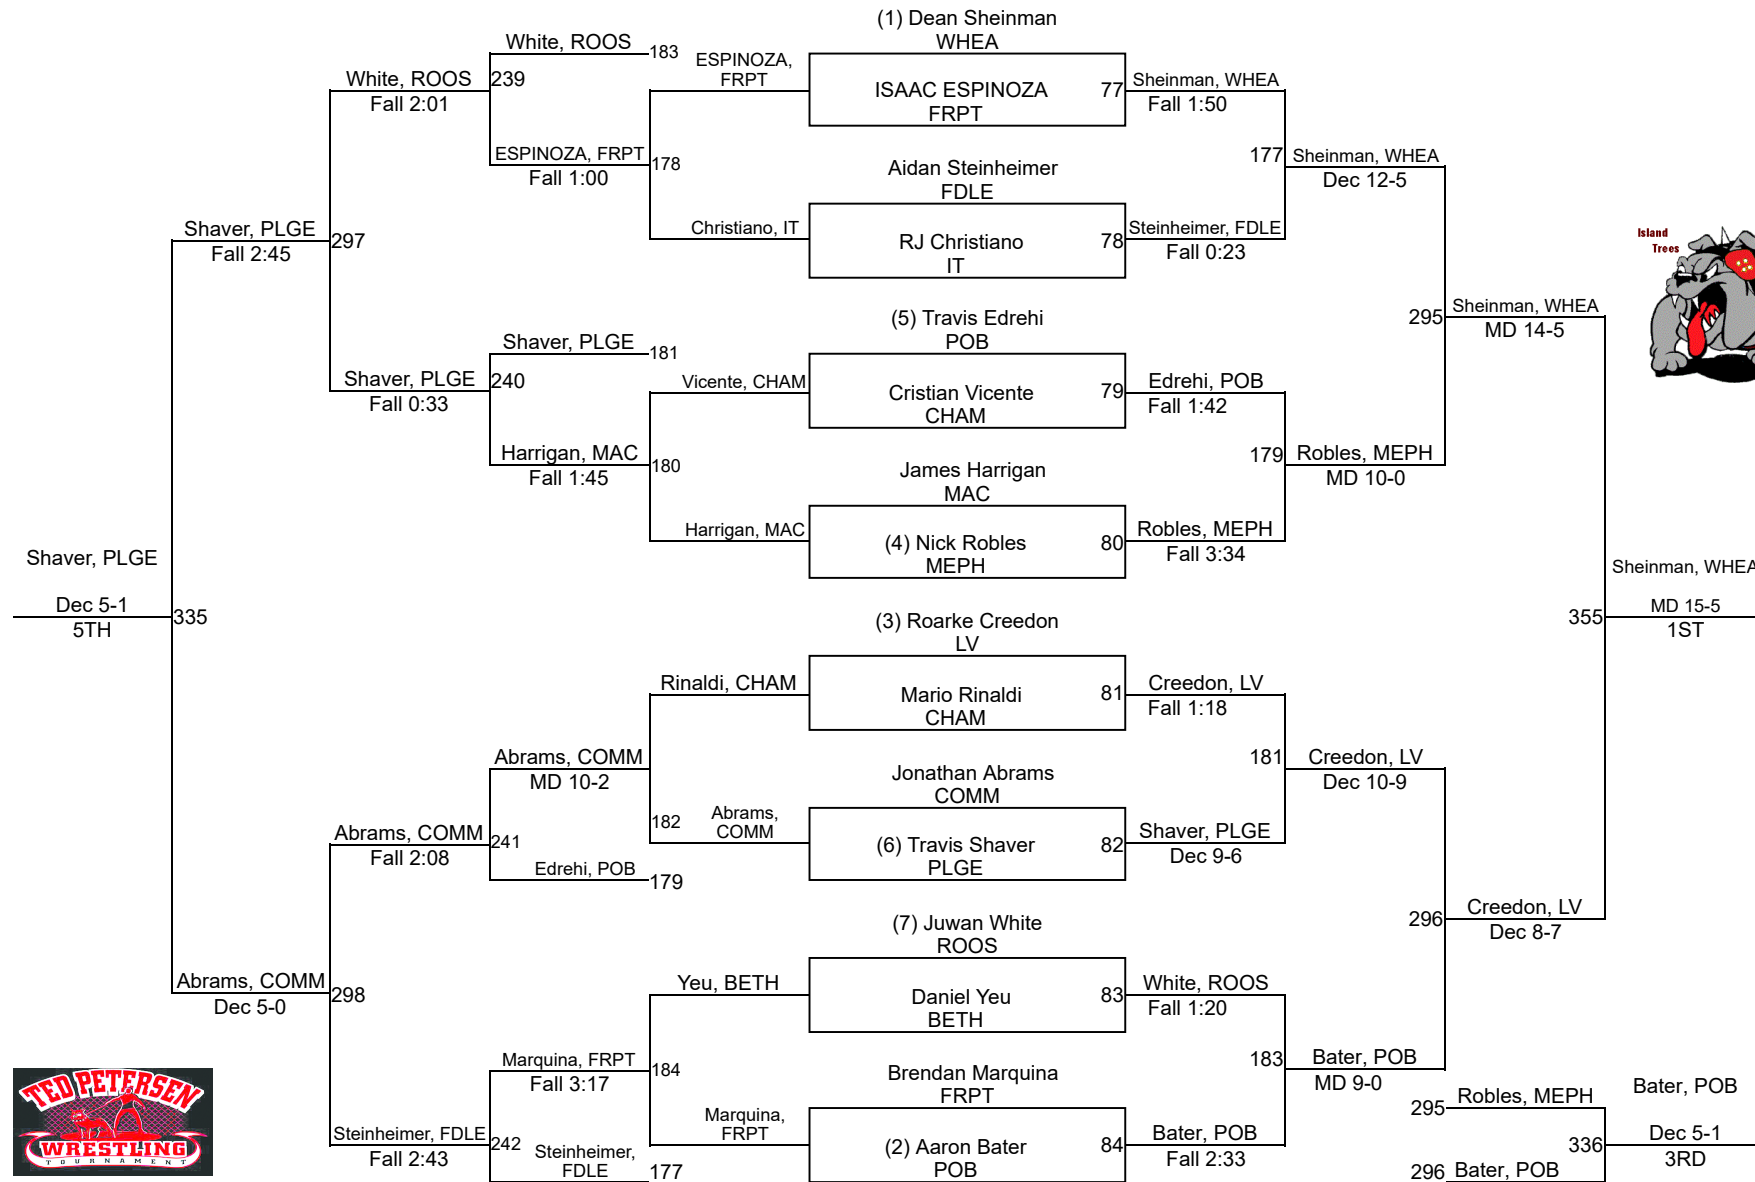 (1) Dean Sheinman
WHEA
White, ROOS
183
ESPINOZA,
FRPT
White, ROOS
239
Fall 2:01
ISAAC ESPINOZA
FRPT
77
Sheinman, WHEA
Fall 1:50
ESPINOZA, FRPT
178
Fall 1:00
Aidan Steinheimer
FDLE
177
Sheinman, WHEA
Dec 12-5
Shaver, PLGE
297
Fall 2:45
Christiano, IT
RJ Christiano
IT
78
Steinheimer, FDLE
Fall 0:23
Island
Trees
(5) Travis Edrehi
POB
295
Sheinman, WHEA
MD 14-5
Shaver, PLGE
181
Shaver, PLGE
240
Fall 0:33
Vicente, CHAM
Cristian Vicente
CHAM
79
Edrehi, POB
Fall 1:42
Harrigan, MAC
180
Fall 1:45
James Harrigan
MAC
179
Robles, MEPH
MD 10-0
Harrigan, MAC
(4) Nick Robles
MEPH
80
Robles, MEPH
Fall 3:34
Shaver, PLGE
Dec 5-1
335
5TH
Sheinman, WHEA
355
MD 15-5
1ST
(3) Roarke Creedon
LV
Rinaldi, CHAM
Mario Rinaldi
CHAM
81
Creedon, LV
Fall 1:18
Abrams, COMM
MD 10-2
Jonathan Abrams
COMM
181
Creedon, LV
Dec 10-9
182
Abrams,
COMM
Abrams, COMM
241
Fall 2:08
(6) Travis Shaver
PLGE
82
Shaver, PLGE
Dec 9-6
Edrehi, POB
179
(7) Juwan White
ROOS
296
Creedon, LV
Dec 8-7
Abrams, COMM
298
Dec 5-0
Yeu, BETH
Daniel Yeu
BETH
83
White, ROOS
Fall 1:20
Marquina, FRPT
184
Fall 3:17
Brendan Marquina
FRPT
183
Bater, POB
MD 9-0
TED PETERSEN
WRESTLING
TOURNAMENT
Steinheimer, FDLE
242
Fall 2:43
Steinheimer,
FDLE
177
Marquina,
FRPT
(2) Aaron Bater
POB
84
Bater, POB
Fall 2:33
295
Robles, MEPH
Bater, POB
336
Dec 5-1
3RD
296
Bater, POB